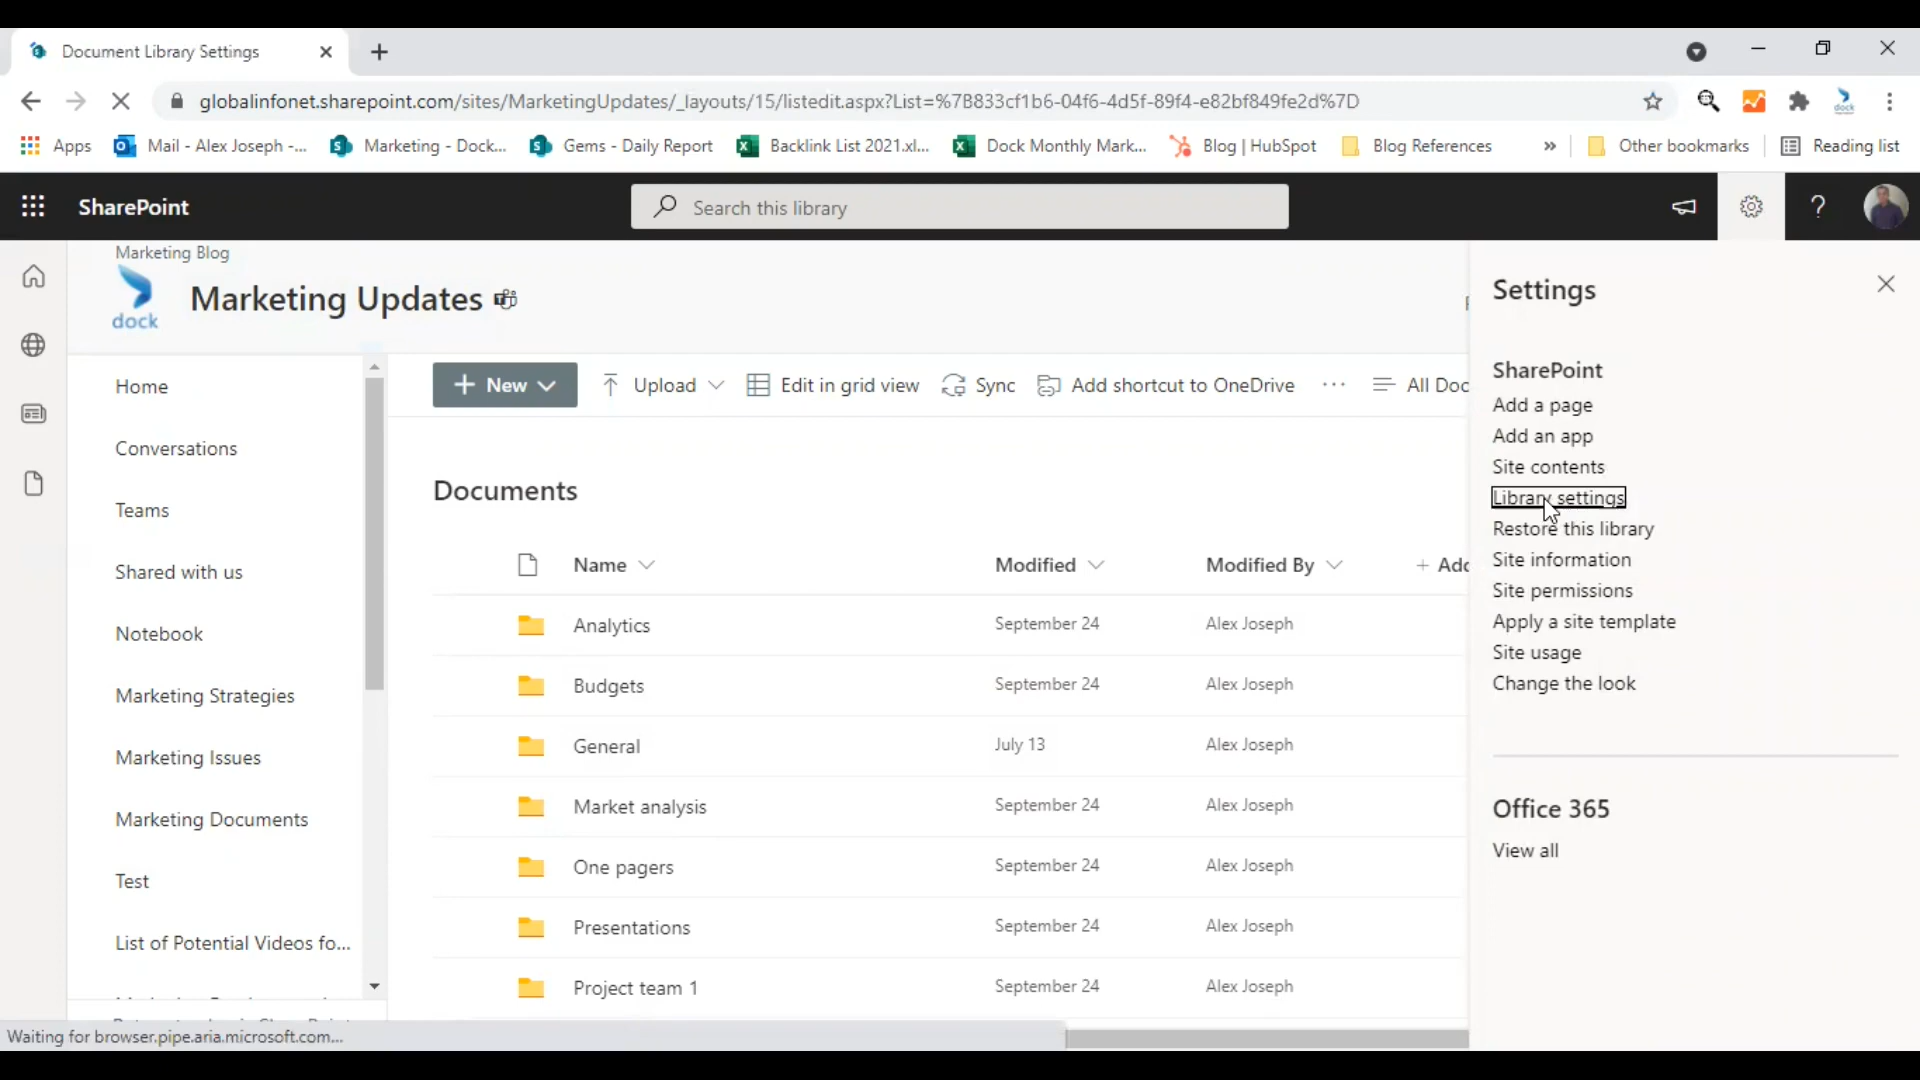 Document Library Settings
globalinfonet.sharepoint.com/sites/MarketingUpdates/_layouts/15/listedit.aspx?List=%7B833cf1b6-04f6-4d5f-89f4-e82bf849fe2d%7D
Apps Mail - Alex Joseph -... Marketing - Dock... Gems - Daily Report Backlink List 2021.xl... Dock Monthly Mark... Blog | HubSpot Blog References » Other bookmarks Reading list
SharePoint Search this library ?
Marketing Blog
dock
Marketing Updates
Home
Conversations
Teams
Shared with us
Notebook
Marketing Strategies
Marketing Issues
Marketing Documents
Test
List of Potential Videos fo...
+ New Upload Edit in grid view Sync Add shortcut to OneDrive ... All Doc
Documents
Name Modified Modified By + Add
Analytics September 24 Alex Joseph
Budgets September 24 Alex Joseph
General July 13 Alex Joseph
Market analysis September 24 Alex Joseph
One pagers September 24 Alex Joseph
Presentations September 24 Alex Joseph
Project team 1 September 24 Alex Joseph
Settings
SharePoint
Add a page
Add an app
Site contents
Library settings
Restore this library
Site information
Site permissions
Apply a site template
Site usage
Change the look
Office 365
View all
Waiting for browser.pipe.aria.microsoft.com...